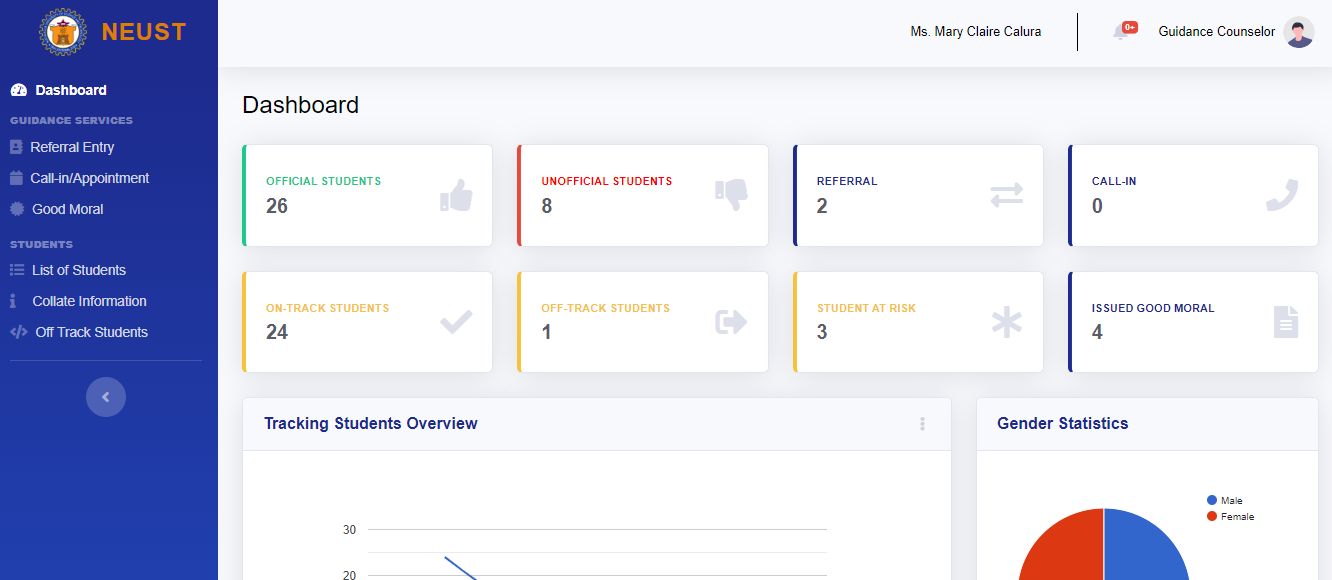 NEUST
Dashboard
GUIDANCE SERVICES
Referral Entry
Call-in/Appointment
Good Moral
STUDENTS
List of Students
Collate Information
Off Track Students
Ms. Mary Claire Calura
0+
Guidance Counselor
Dashboard
OFFICIAL STUDENTS
26
UNOFFICIAL STUDENTS
8
REFERRAL
2
CALL-IN
0
ON-TRACK STUDENTS
24
OFF-TRACK STUDENTS
1
STUDENT AT RISK
3
ISSUED GOOD MORAL
4
Tracking Students Overview
30
20
Gender Statistics
Male
Female